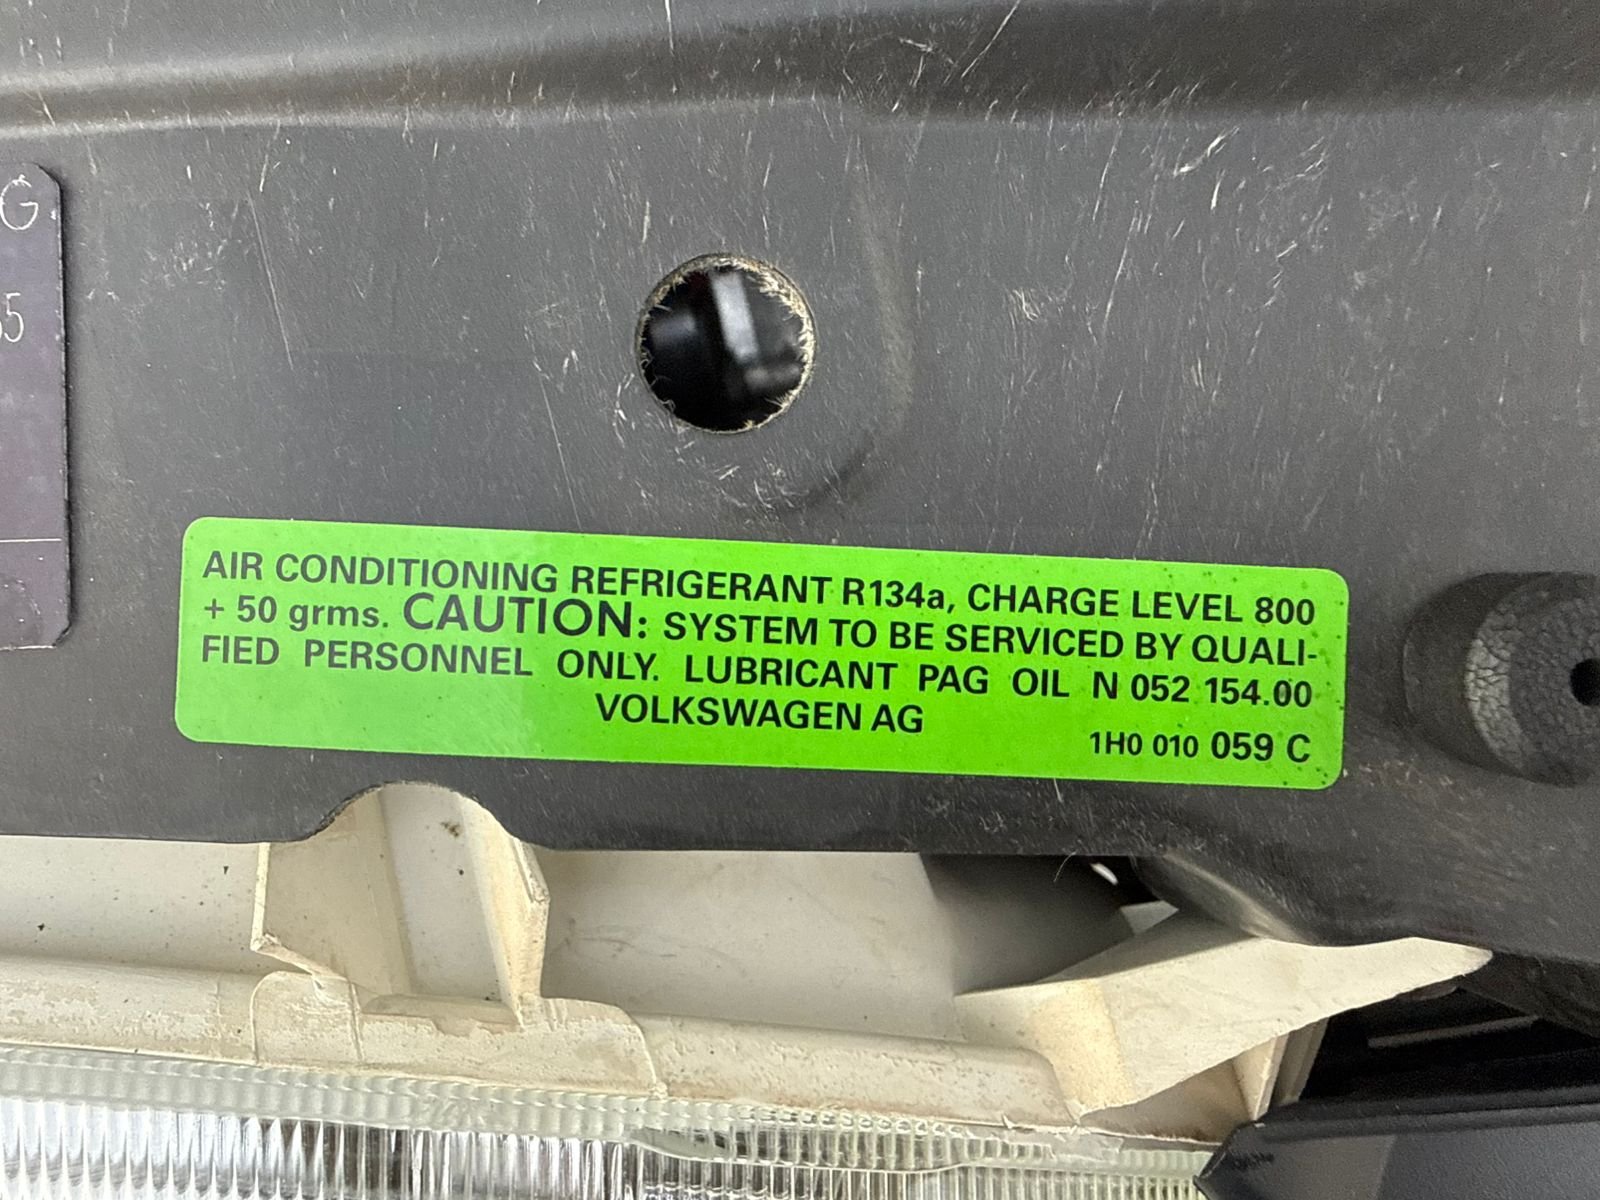 G
5
AIR CONDITIONING REFRIGERANT R134a, CHARGE LEVEL 800
+ 50 grms. CAUTION: SYSTEM TO BE SERVICED BY QUALI-
FIED PERSONNEL ONLY. LUBRICANT PAG OIL N 052 154.00
VOLKSWAGEN AG
1H0 010 059 C